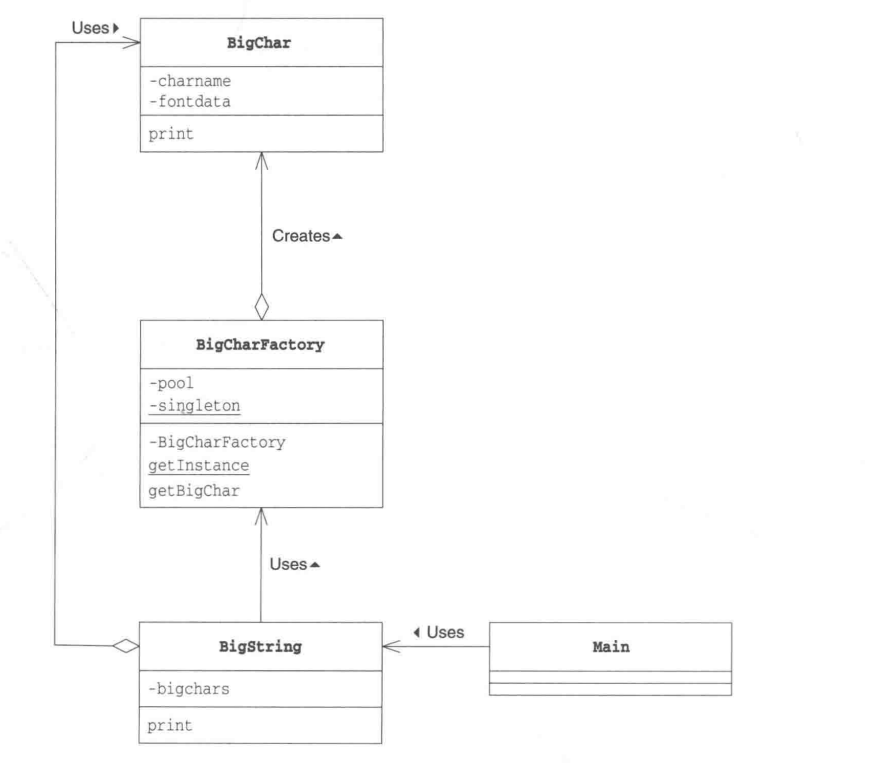 Uses
BigChar
-charname
-fontdata
print
Creates
BigCharFactory
-pool
-singleton
-BigCharFactory
getInstance
getBigChar
Uses
BigString
-bigchars
print
Uses
Main